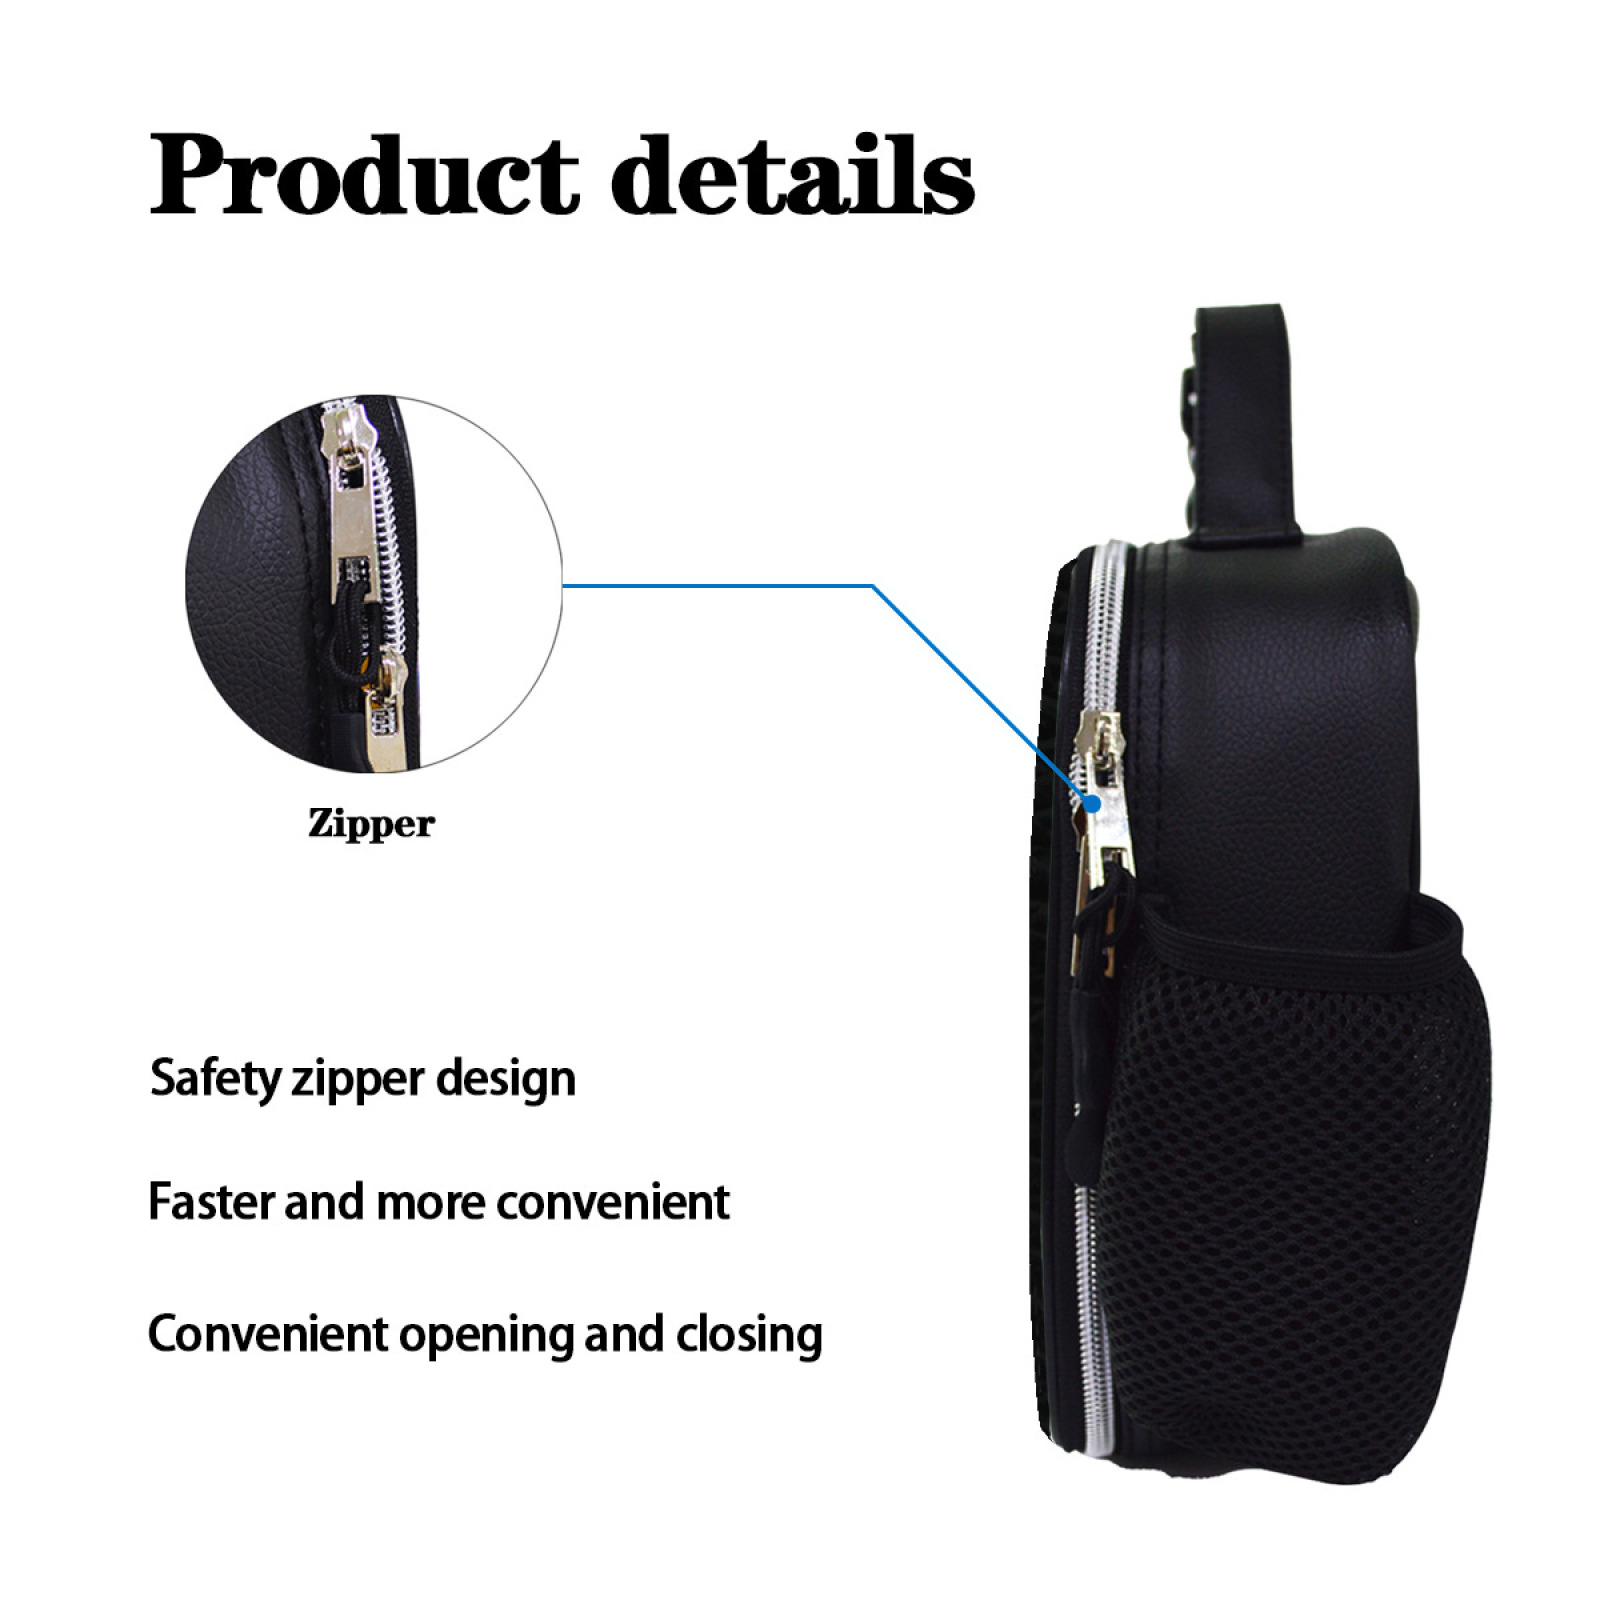 Product details
Zipper
Safety zipper design
Faster and more convenient
Convenient opening and closing